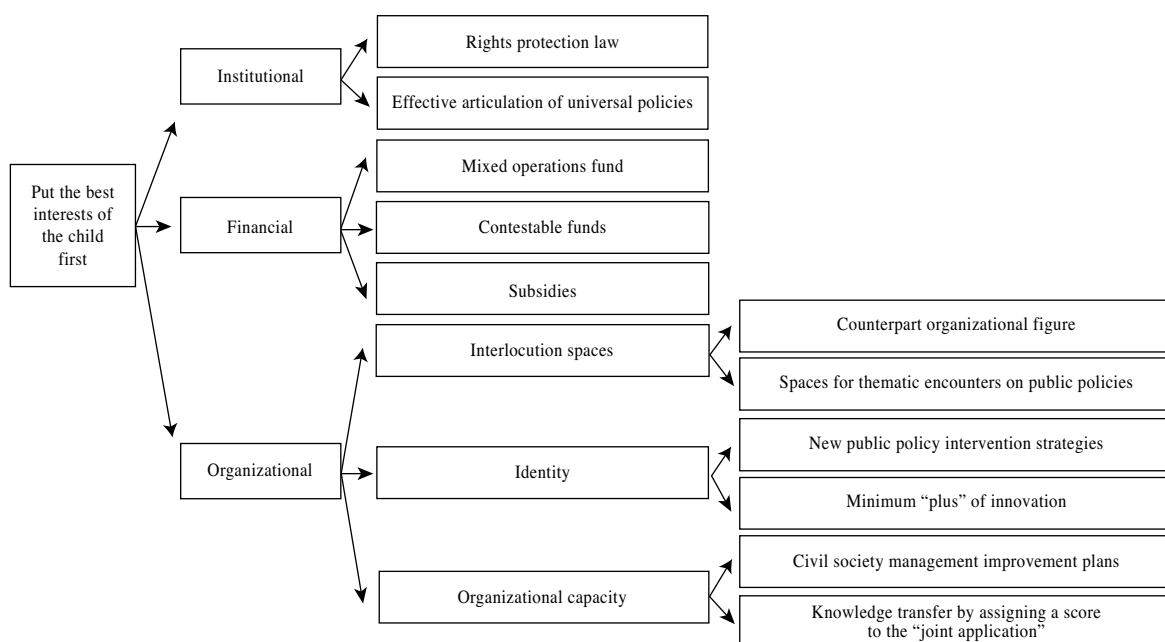 Put the best
interests of
the child
first
Institutional
Rights protection law
Effective articulation of universal policies
Financial
Mixed operations fund
Contestable funds
Subsidies
Organizational
Interlocution spaces
Counterpart organizational figure
Spaces for thematic encounters on public policies
Identity
New public policy intervention strategies
Minimum “plus” of innovation
Organizational capacity
Civil society management improvement plans
Knowledge transfer by assigning a score
to the “joint application”